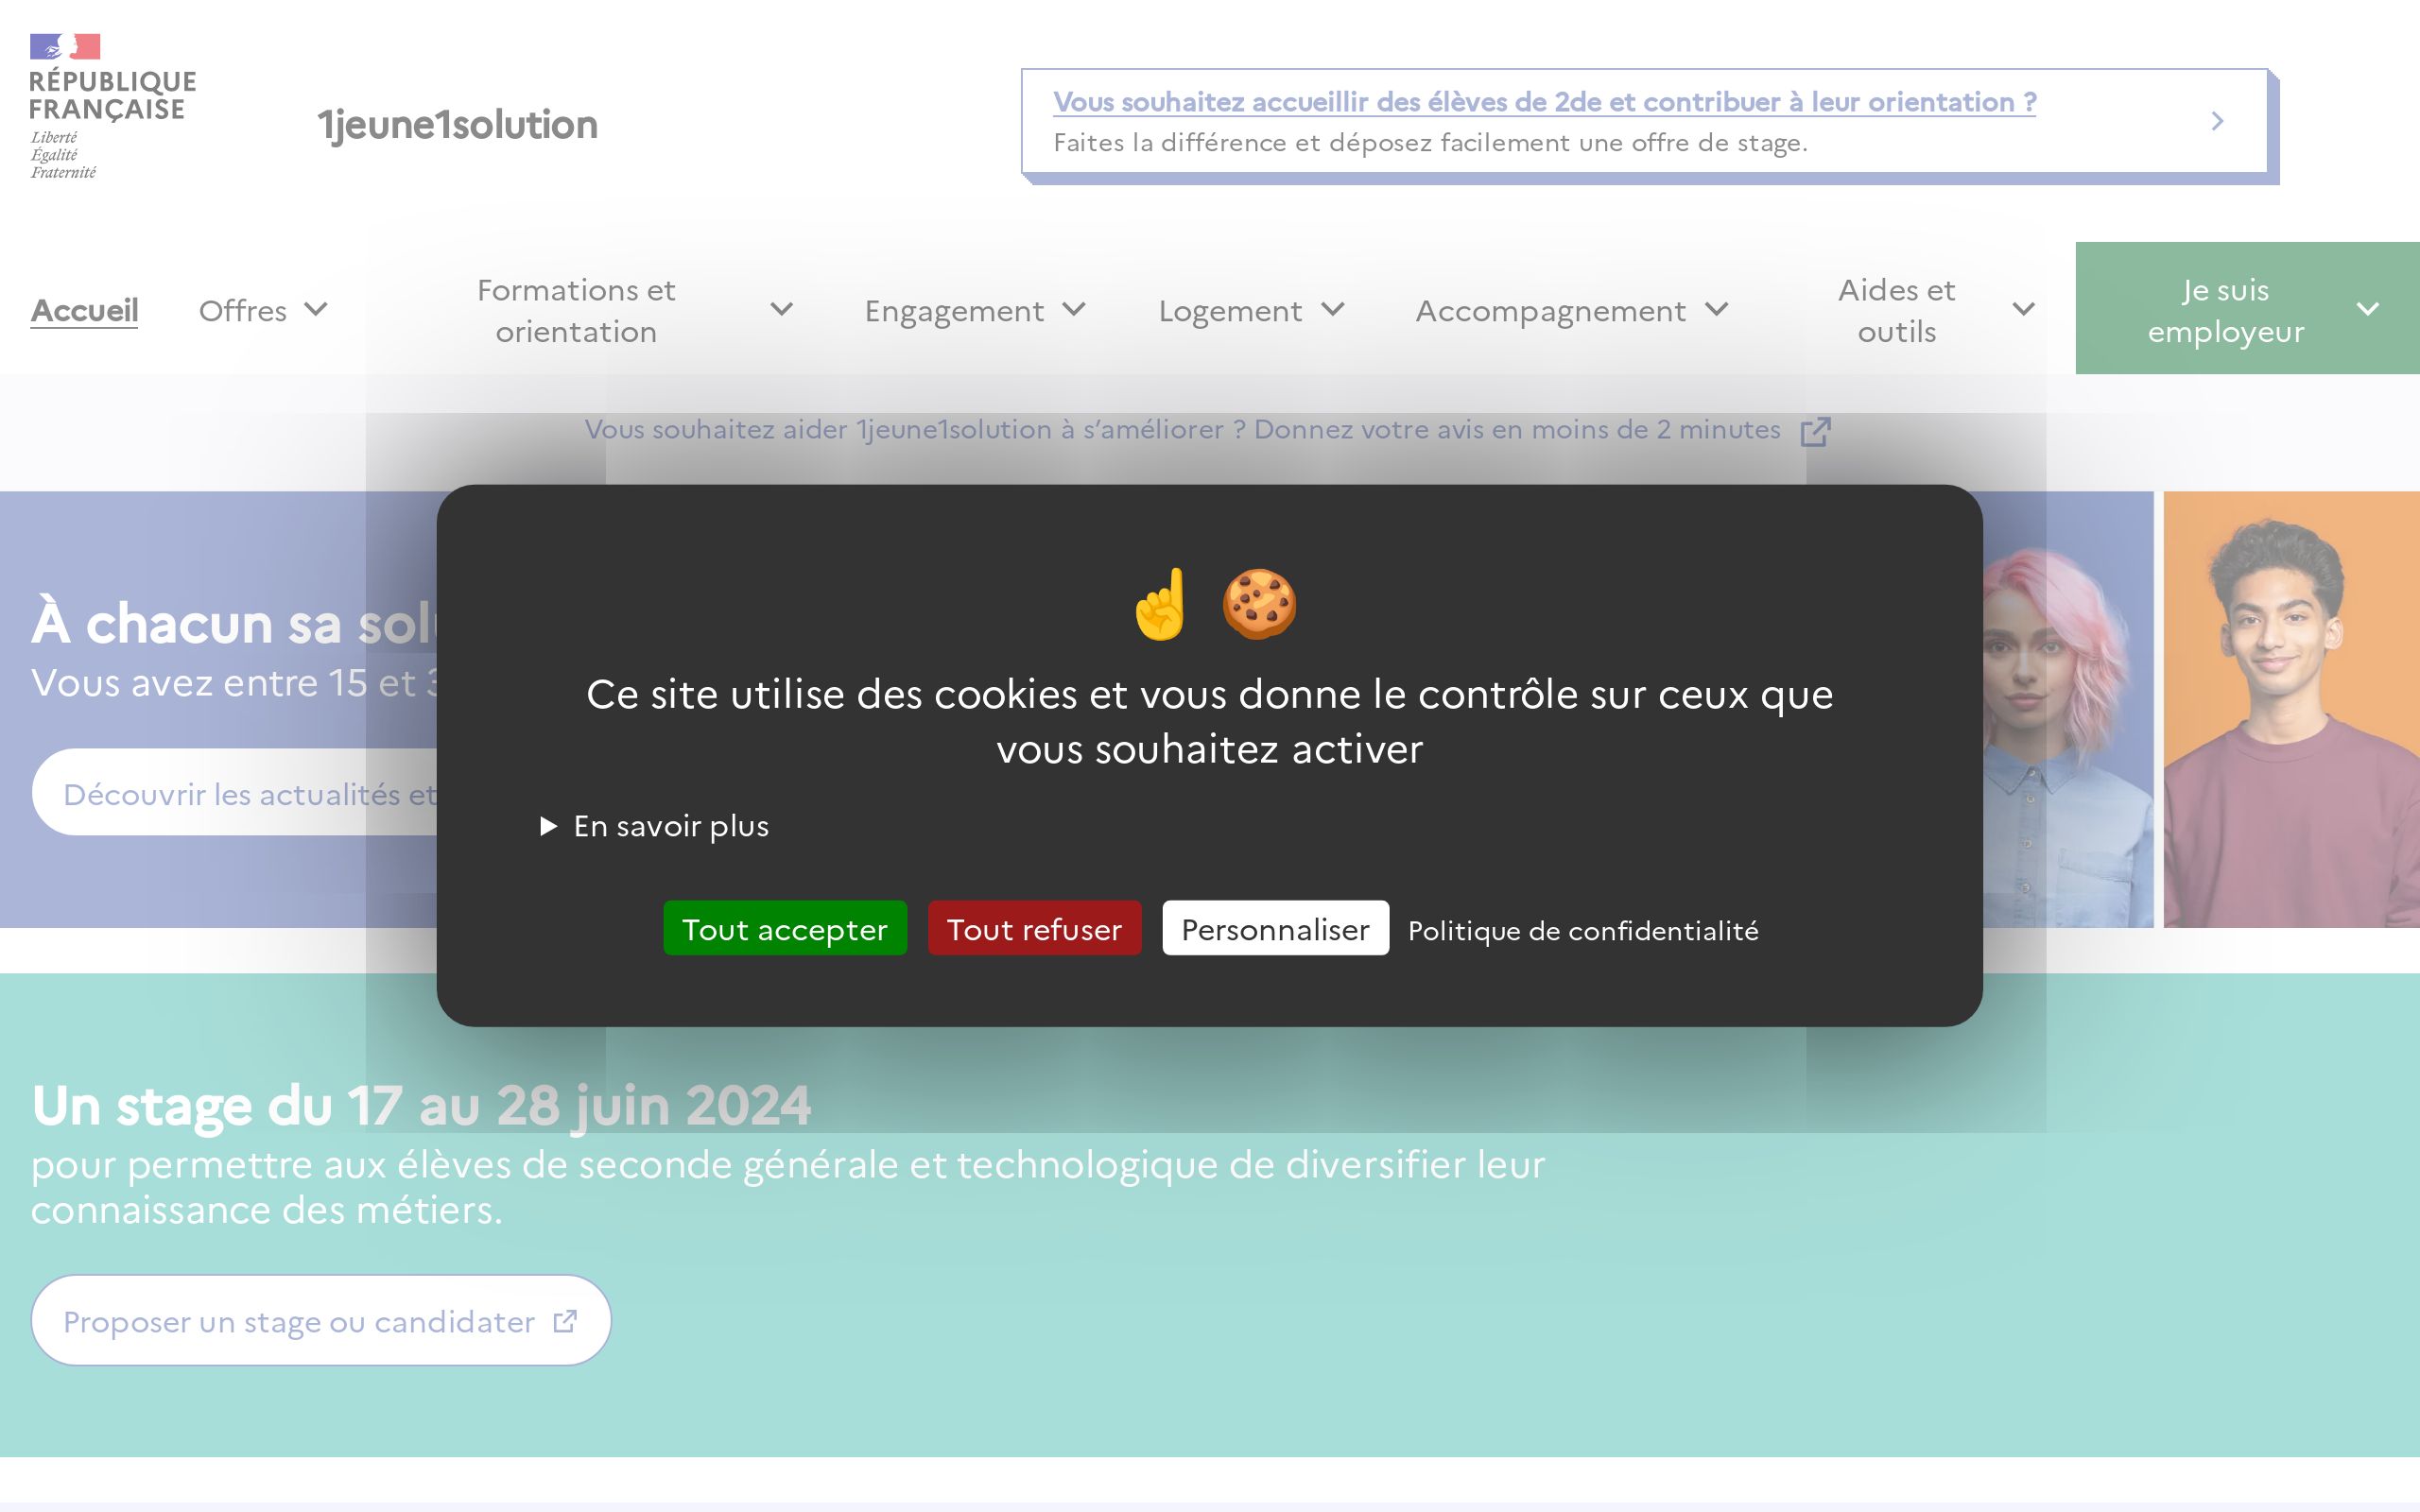 RÉPUBLIQUE
FRANÇAISE
Liberté
Égalité
Fraternité
1jeune1solution
Vous souhaitez accueillir des élèves de 2de et contribuer à leur orientation ?
Faites la différence et déposez facilement une offre de stage.
Accueil
Offres
Formations et
orientation
Engagement
Logement
Accompagnement
Aides et
outils
Je suis
employeur
Vous souhaitez aider 1jeune1solution à s’améliorer ? Donnez votre avis en moins de 2 minutes
À chacun sa
Vous avez entre 15 et
Découvrir les actualités et
Ce site utilise des cookies et vous donne le contrôle sur ceux que
vous souhaitez activer
En savoir plus
Tout accepter
Tout refuser
Personnaliser
Politique de confidentialité
Un stage du 17 au 28 juin 2024
pour permettre aux élèves de seconde générale et technologique de diversifier leur
connaissance des métiers.
Proposer un stage ou candidater